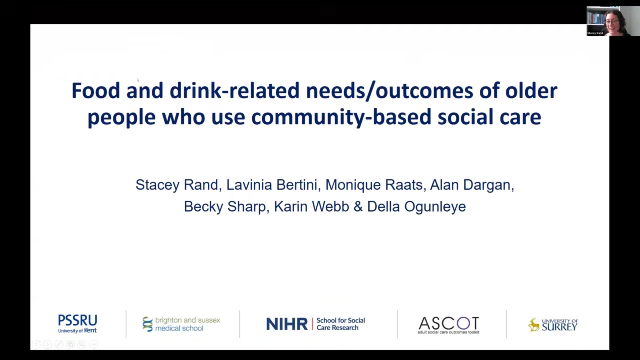 Food and drink-related needs/outcomes of older
people who use community-based social care
Stacey Rand, Lavinia Bertini, Monique Raats, Alan Dargan,
Becky Sharp, Karin Webb & Della Ogunleye
PSSRU
University of Kent
brighton and sussex
medical school
NIHR | School for Social
Care Research
ASCOT
adult social care outcomes toolkit
UNIVERSITY OF
SURREY
Stacey Rand